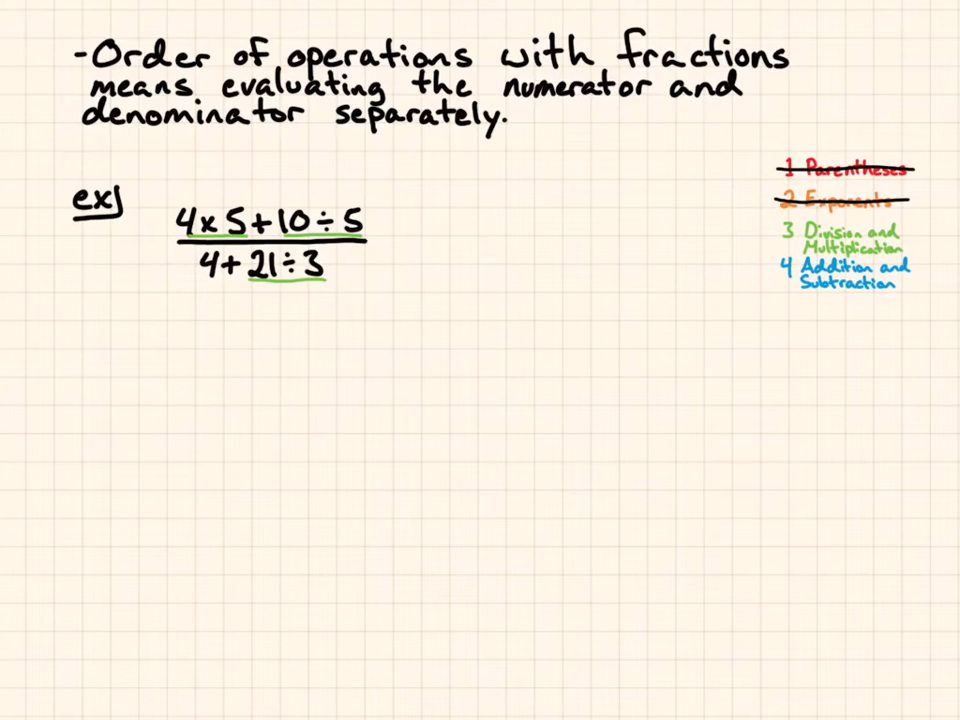 -Order of operations with fractions
means evaluating the numerator and
denominator separately.
1 Parentheses
2 Exponents
3 Division and
Multiplication
4 Addition and
Subtraction
ex)
4x5+10÷5
4+21÷3